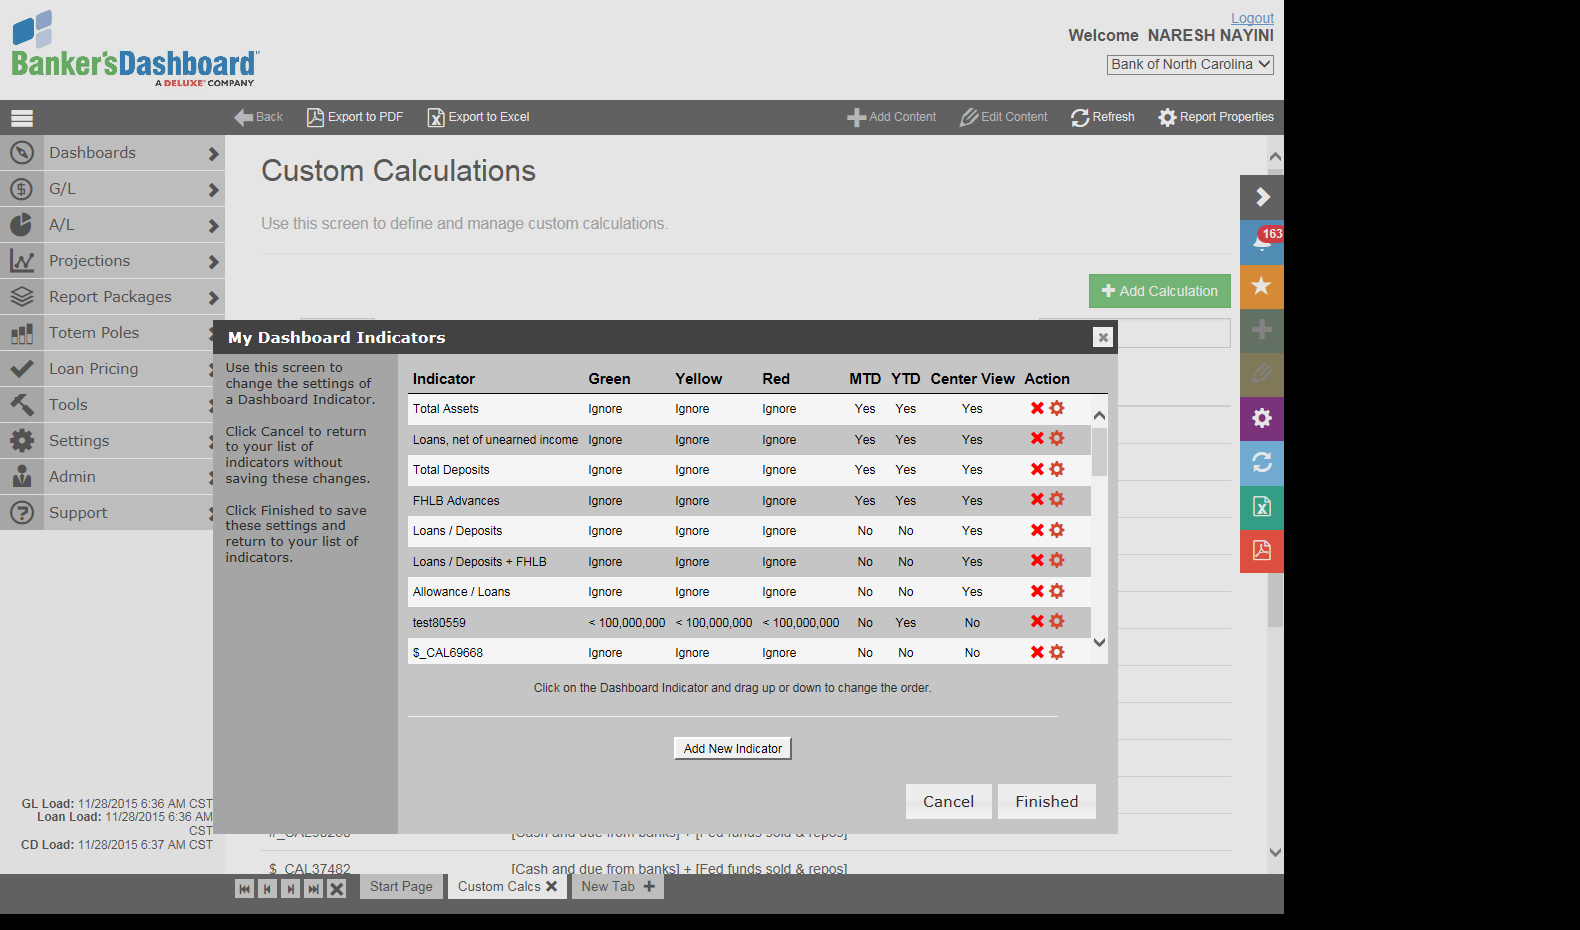 Logout
Welcome NARESH NAYINI
Bank of North Carolina
Banker'sDashboard
A DELUXE COMPANY
Back Export to PDF Export to Excel Add Content Edit Content Refresh Report Properties
Dashboards
G/L
A/L
Projections
Report Packages
Totem Poles
Loan Pricing
Tools
Settings
Admin
Support
Custom Calculations
Use this screen to define and manage custom calculations.
163
Add Calculation
My Dashboard Indicators
Use this screen to
change the settings of
a Dashboard Indicator.
Click Cancel to return
to your list of
indicators without
saving these changes.
Click Finished to save
these settings and
return to your list of
indicators.
Indicator Green Yellow Red MTD YTD Center View Action
Total Assets Ignore Ignore Ignore Yes Yes Yes
Loans, net of unearned income Ignore Ignore Ignore Yes Yes Yes
Total Deposits Ignore Ignore Ignore Yes Yes Yes
FHLB Advances Ignore Ignore Ignore Yes Yes Yes
Loans / Deposits Ignore Ignore Ignore No No Yes
Loans / Deposits + FHLB Ignore Ignore Ignore No No Yes
Allowance / Loans Ignore Ignore Ignore No No Yes
test80559 < 100,000,000 < 100,000,000 < 100,000,000 No Yes No
$_CAL69668 Ignore Ignore Ignore No No No
Click on the Dashboard Indicator and drag up or down to change the order.
Add New Indicator
Cancel Finished
GL Load: 11/28/2015 6:36 AM CST
Loan Load: 11/28/2015 6:36 AM
CST
CD Load: 11/28/2015 6:37 AM CST
[Cash and due from banks] + [Fed funds sold & repos]
$_CAL37482 [Cash and due from banks] + [Fed funds sold & repos]
Start Page Custom Calcs New Tab